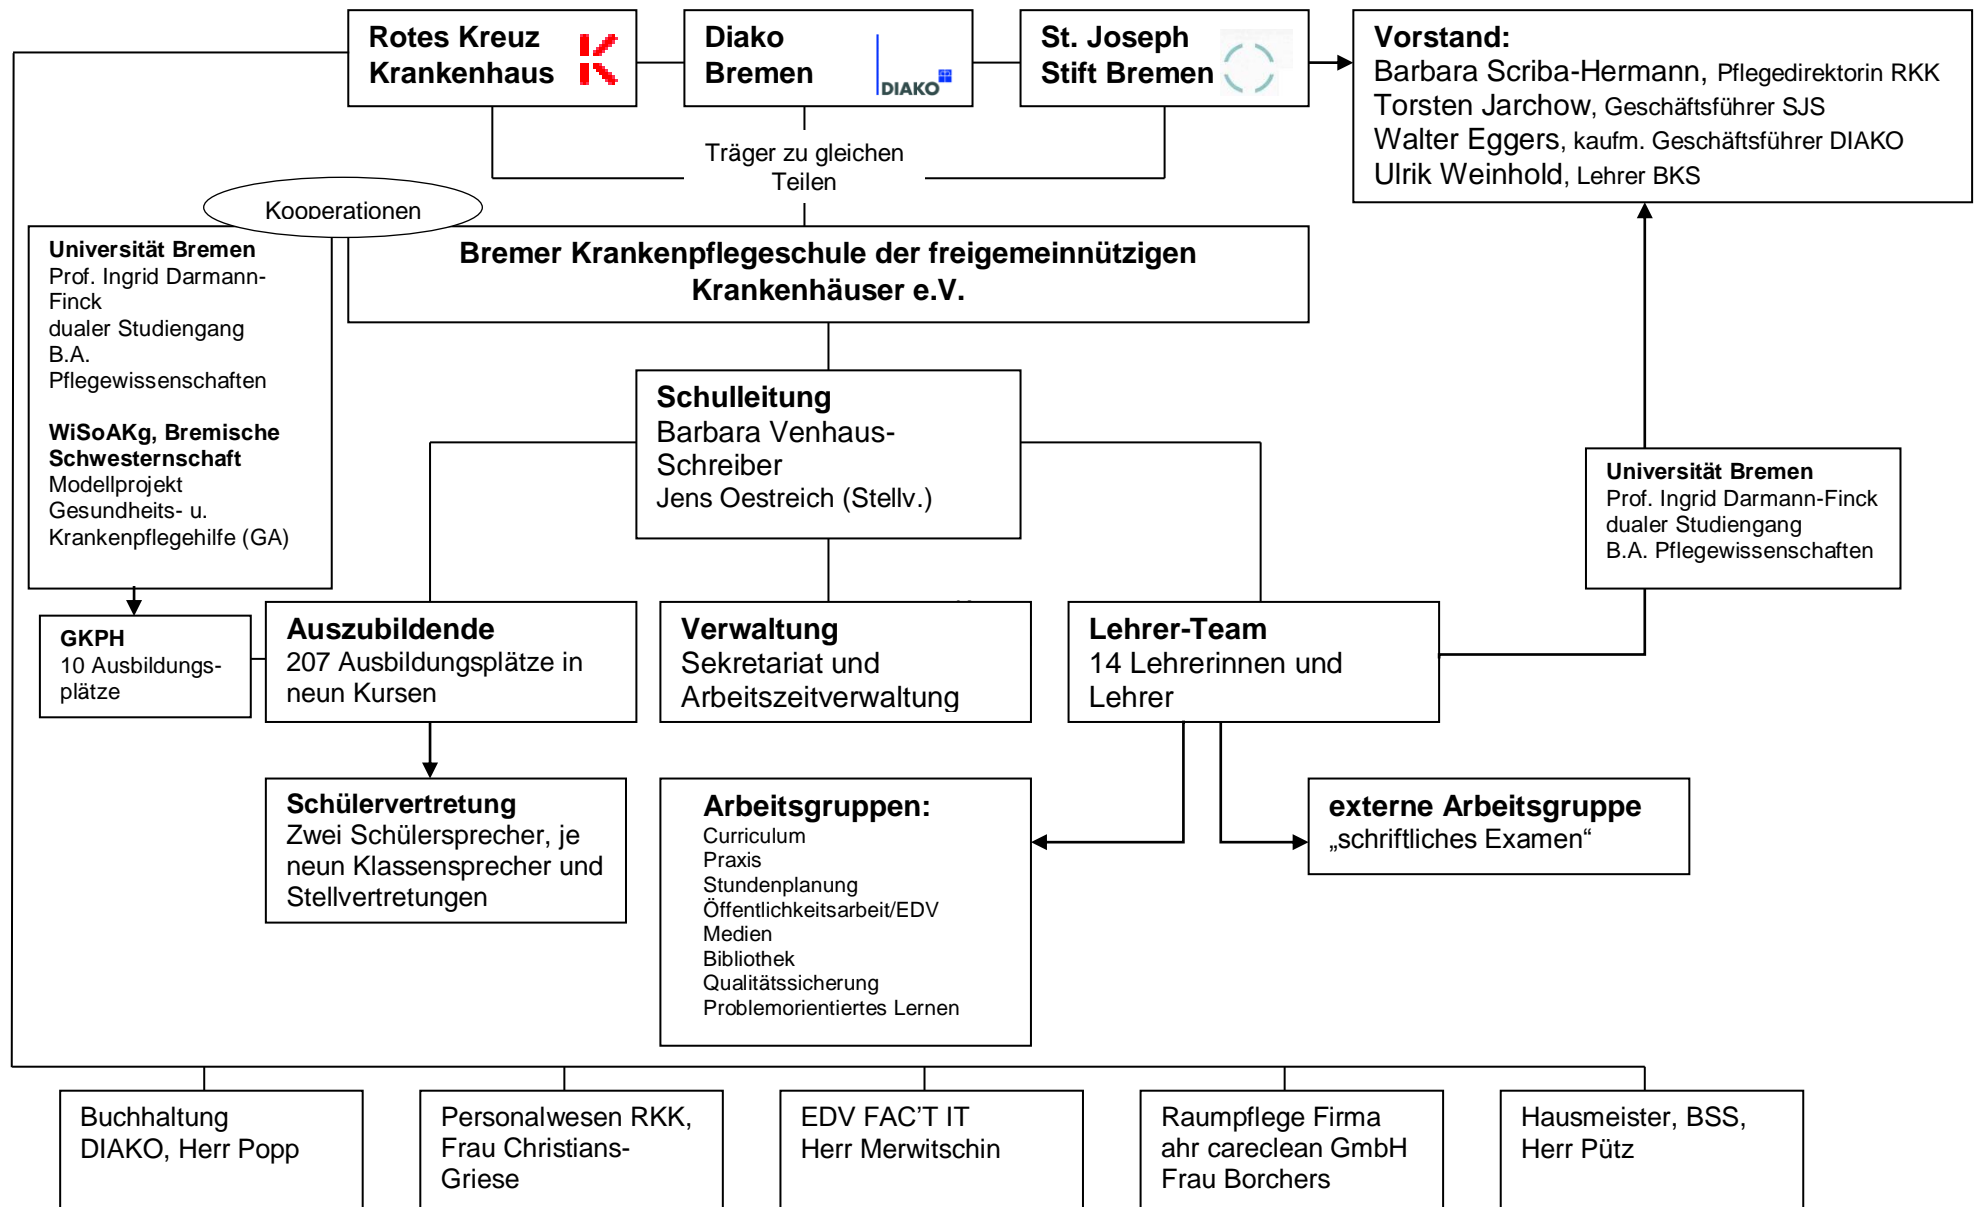 Rotes Kreuz
Krankenhaus
Diako
Bremen
DIAKO
St. Joseph
Stift Bremen
Vorstand:
Barbara Scriba-Hermann, Pflegedirektorin RKK
Torsten Jarchow, Geschäftsführer SJS
Walter Eggers, kaufm. Geschäftsführer DIAKO
Ulrik Weinhold, Lehrer BKS
Träger zu gleichen
Teilen
Kooperationen
Universität Bremen
Prof. Ingrid Darmann-
Finck
dualer Studiengang
B.A.
Pflegewissenschaften
WiSoAKg, Bremische
Schwesternschaft
Modellprojekt
Gesundheits- u.
Krankenpflegehilfe (GA)
Bremer Krankenpflegeschule der freigemeinnützigen
Krankenhäuser e.V.
Schulleitung
Barbara Venhaus-
Schreiber
Jens Oestreich (Stellv.)
Universität Bremen
Prof. Ingrid Darmann-Finck
dualer Studiengang
B.A. Pflegewissenschaften
GKPH
10 Ausbildungs-
plätze
Auszubildende
207 Ausbildungsplätze in
neun Kursen
Verwaltung
Sekretariat und
Arbeitszeitverwaltung
Lehrer-Team
14 Lehrerinnen und
Lehrer
Schülervertretung
Zwei Schülersprecher, je
neun Klassensprecher und
Stellvertretungen
Arbeitsgruppen:
Curriculum
Praxis
Stundenplanung
Öffentlichkeitsarbeit/EDV
Medien
Bibliothek
Qualitätssicherung
Problemorientiertes Lernen
externe Arbeitsgruppe
„schriftliches Examen“
Buchhaltung
DIAKO, Herr Popp
Personalwesen RKK,
Frau Christians-
Griese
EDV FAC’T IT
Herr Merwitschin
Raumpflege Firma
ahr careclean GmbH
Frau Borchers
Hausmeister, BSS,
Herr Pütz